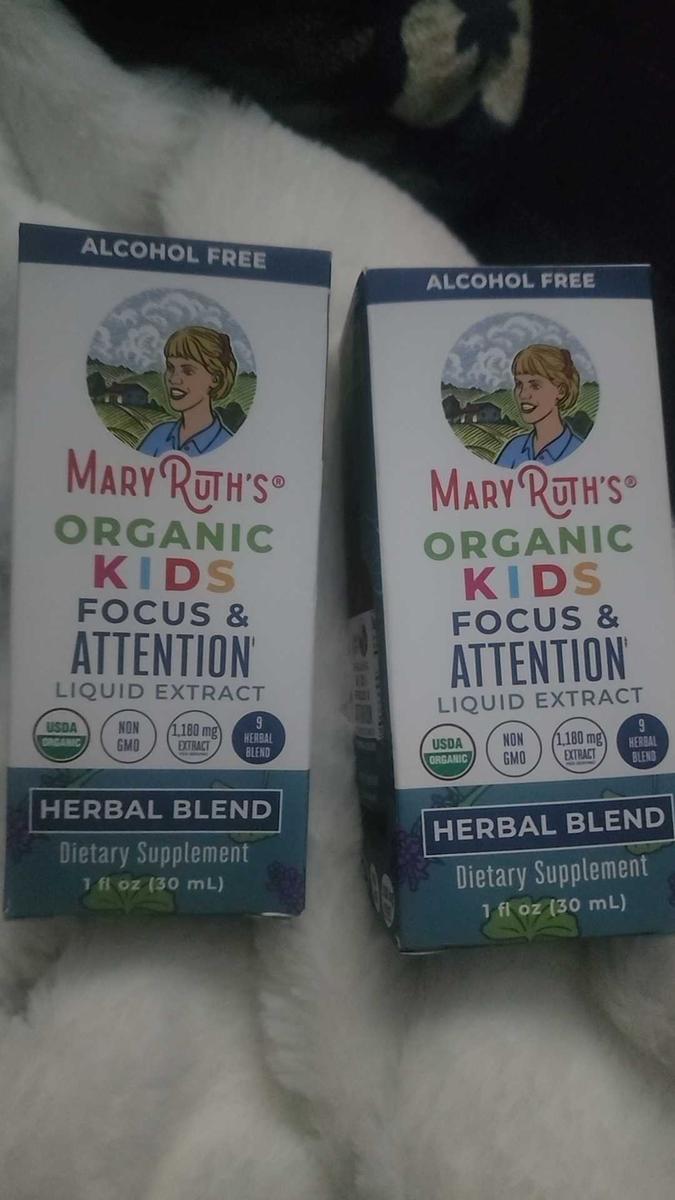 ALCOHOL FREE
MARY RUTH'S®
ORGANIC
KIDS
FOCUS &
ATTENTION
LIQUID EXTRACT
USDA
ORGANIC
NON
GMO
1,180 mg
EXTRACT
9
HERBAL
BLEND
HERBAL BLEND
Dietary Supplement
1 fl oz (30 mL)
ALCOHOL FREE
MARY RUTH'S®
ORGANIC
KIDS
FOCUS &
ATTENTION‡
LIQUID EXTRACT
USDA
ORGANIC
NON
GMO
1,180 mg
EXTRACT
9
HERBAL
BLEND
HERBAL BLEND
Dietary Supplement
1 fl oz (30 mL)